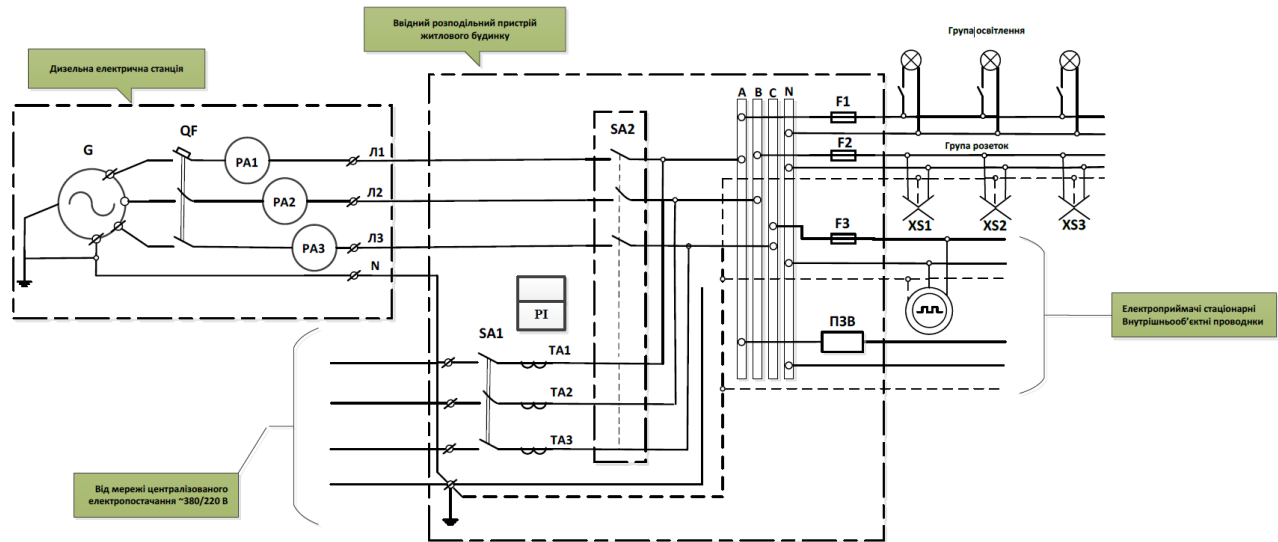 Ввідний розподільний пристрій
житлового будинку
Дизельна електрична станція
Група освітлення
A B C N
F1
QF
SA2
G
Л1
F2
Група розеток
PA1
Л2
PA2
XS1 XS2 XS3
F3
Л3
PA3
N
PI
Електроприймачі стаціонарні
Внутрішньооб’єктні проводнки
SA1
ПЗВ
TA1
TA2
TA3
Від мережі централізованого
електропостачання ~380/220 В